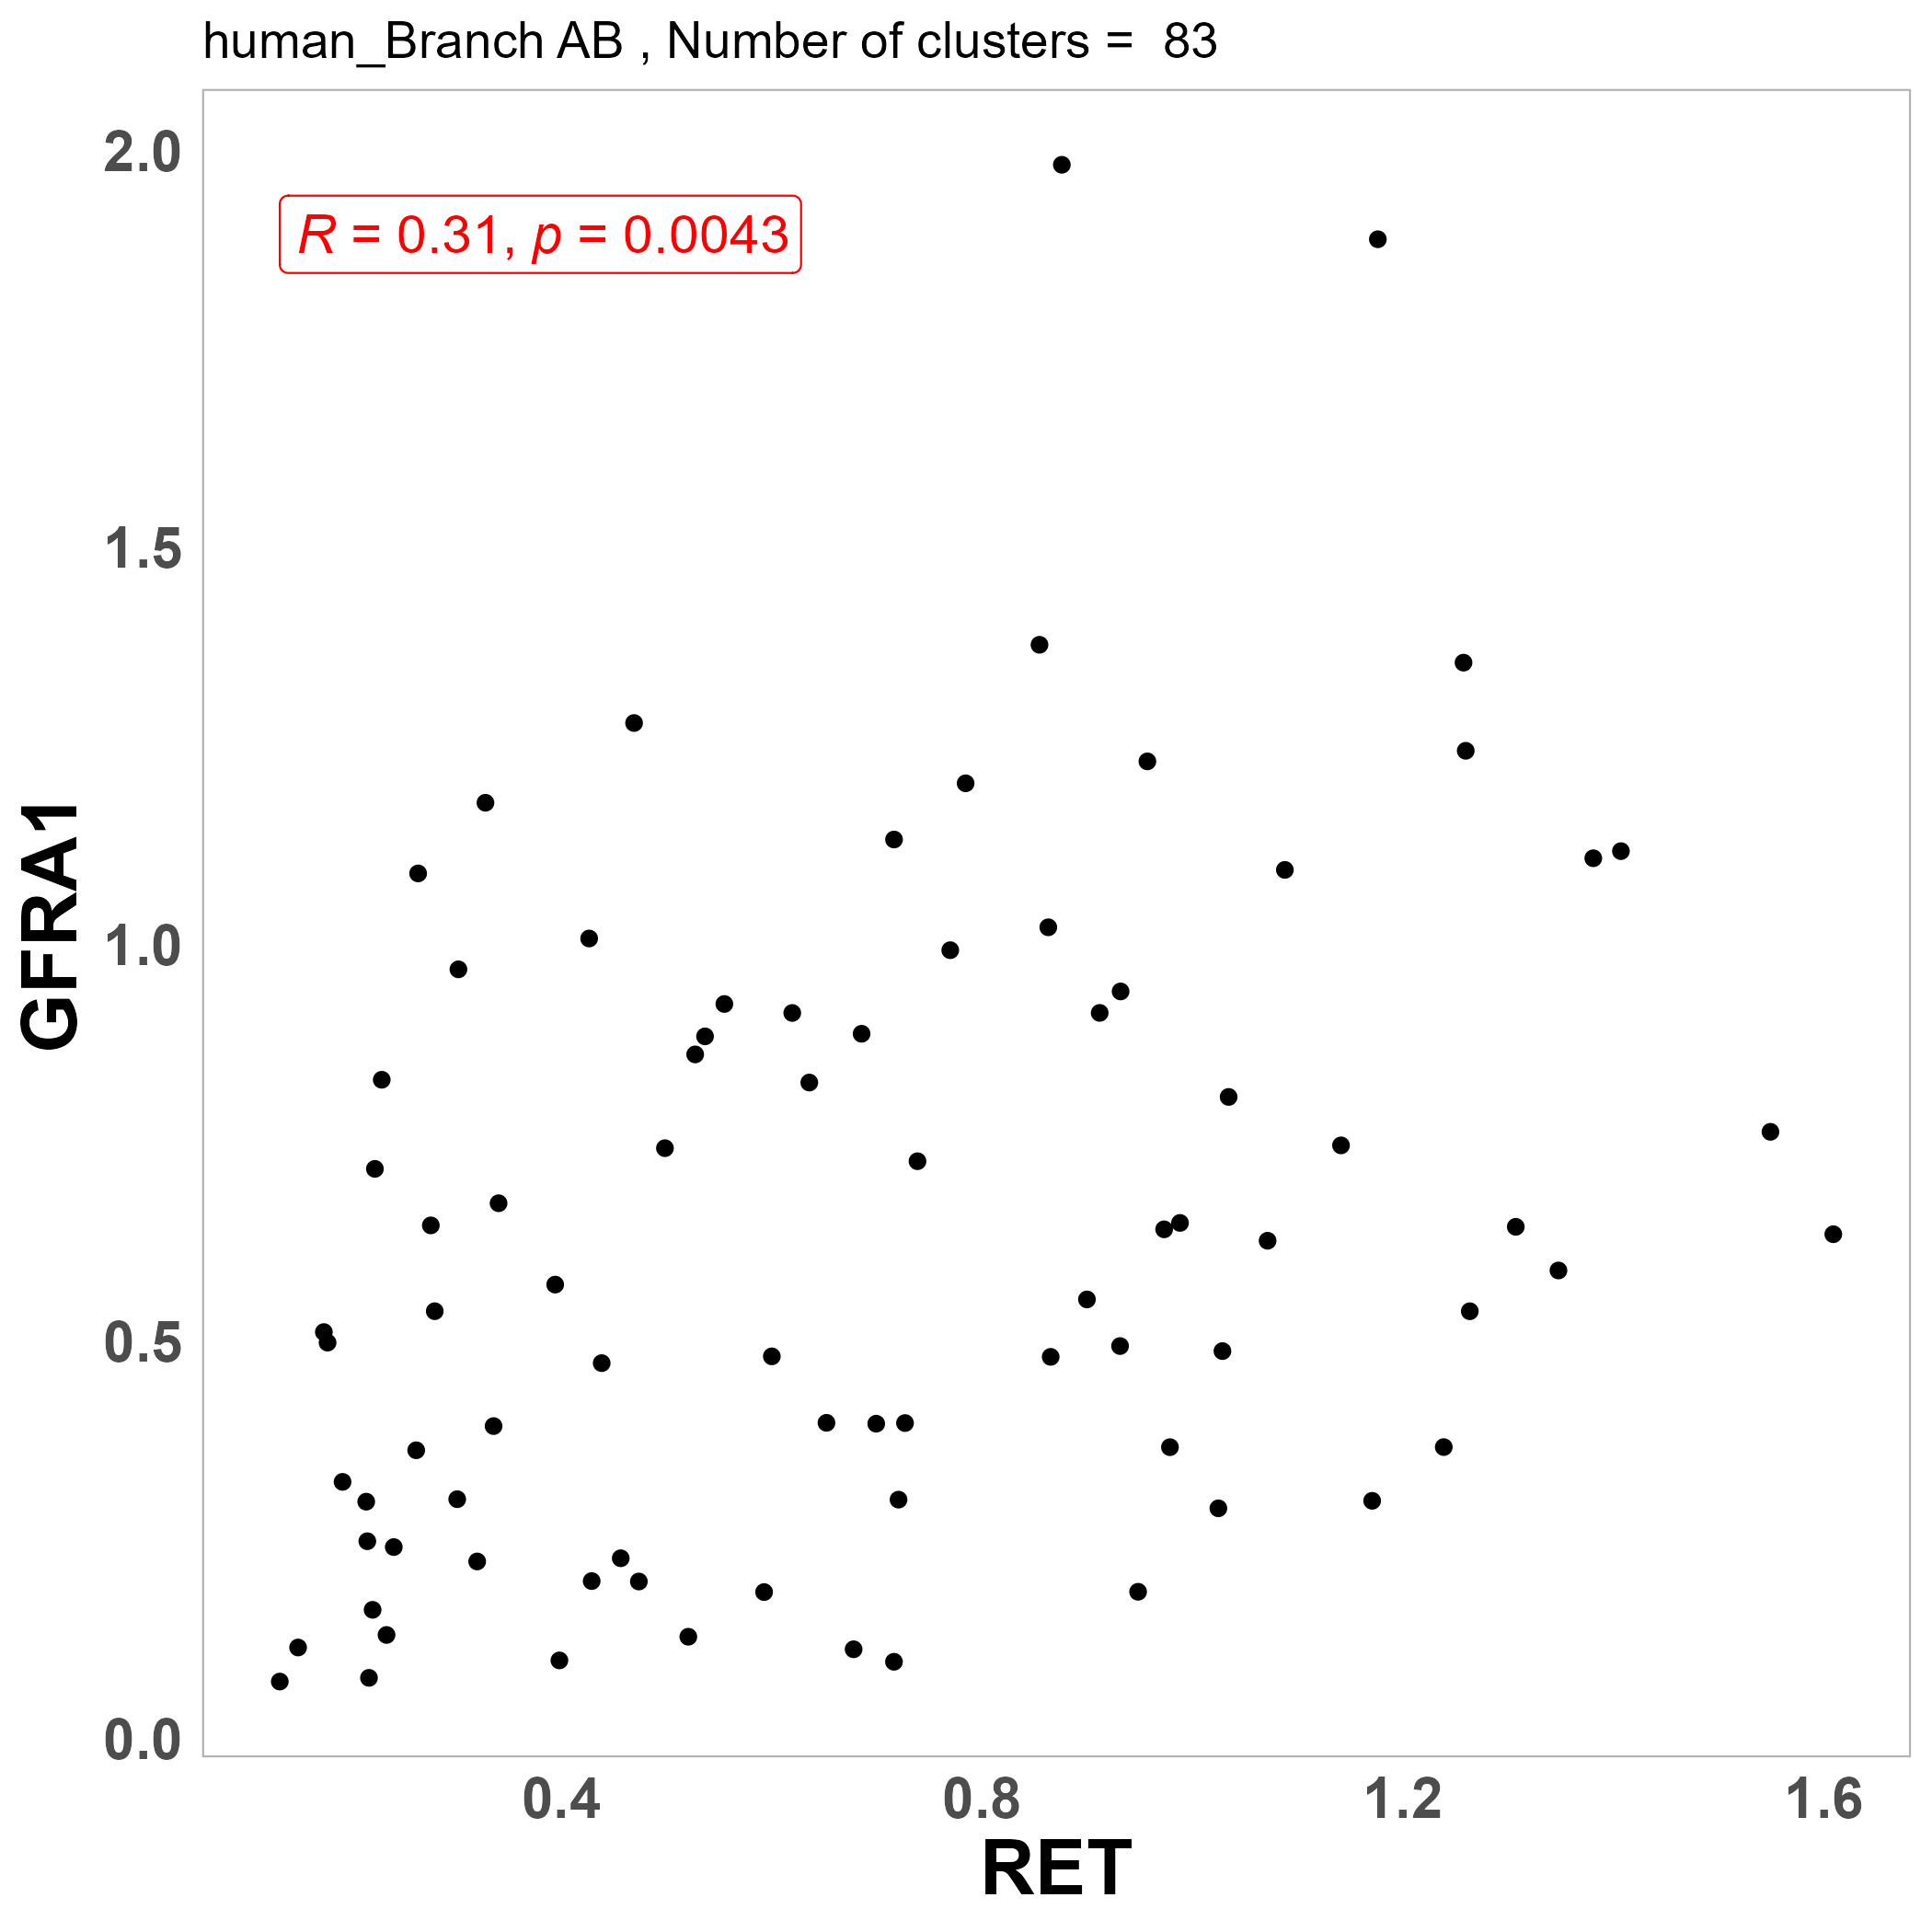 human_Branch AB , Number of clusters =  83
2.0
R = 0.31, p = 0.0043
1.5
1.0
0.5
0.0
GFRA1
0.4 0.8 1.2 1.6
RET